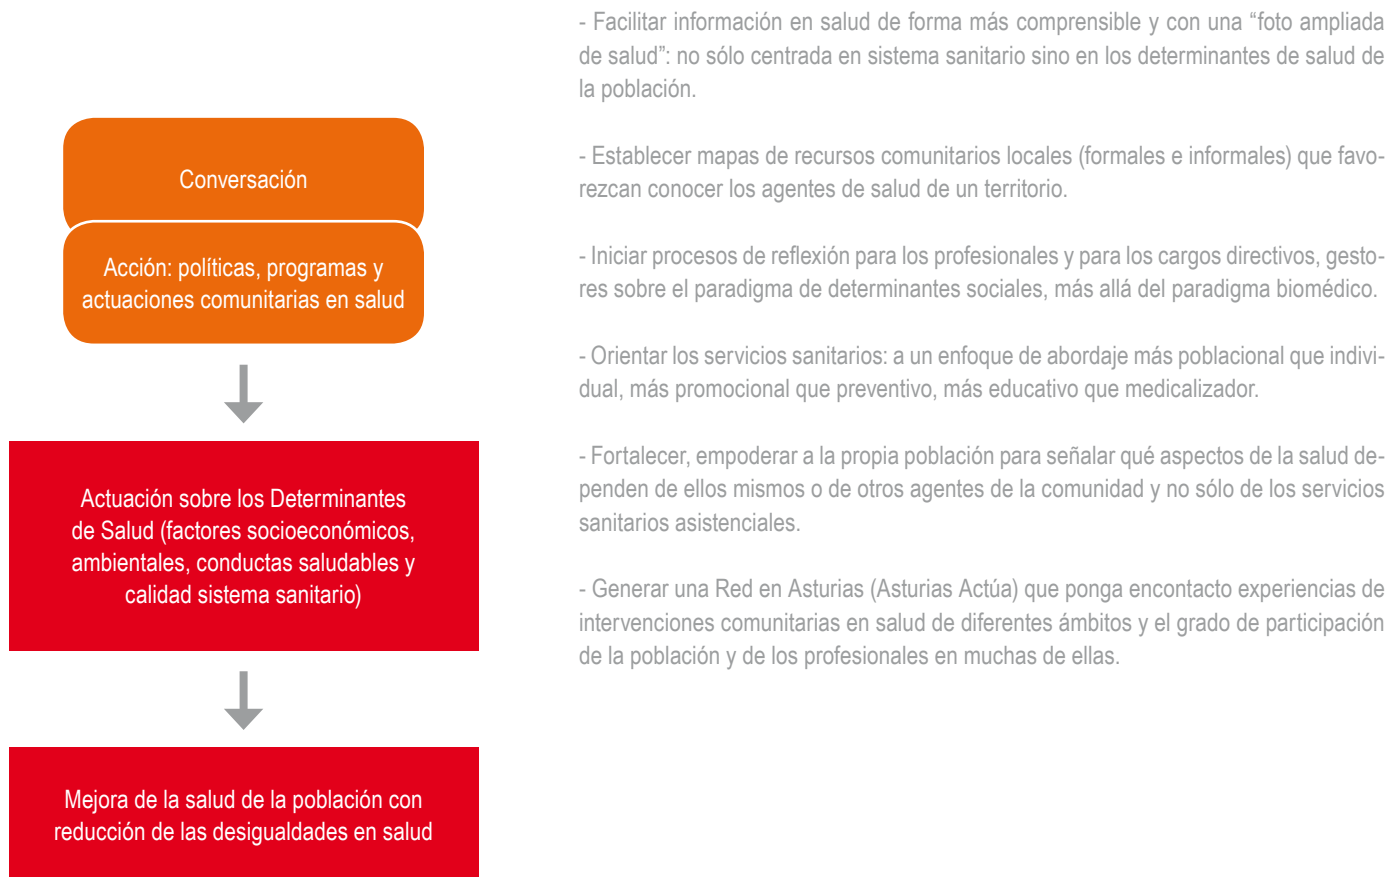 Conversación
Acción: políticas, programas y
actuaciones comunitarias en salud
Actuación sobre los Determinantes
de Salud (factores socioeconómicos,
ambientales, conductas saludables y
calidad sistema sanitario)
Mejora de la salud de la población con
reducción de las desigualdades en salud
- Facilitar información en salud de forma más comprensible y con una “foto ampliada
de salud”: no sólo centrada en sistema sanitario sino en los determinantes de salud de
la población.
- Establecer mapas de recursos comunitarios locales (formales e informales) que favo-
rezcan conocer los agentes de salud de un territorio.
- Iniciar procesos de reflexión para los profesionales y para los cargos directivos, gesto-
res sobre el paradigma de determinantes sociales, más allá del paradigma biomédico.
- Orientar los servicios sanitarios: a un enfoque de abordaje más poblacional que indivi-
dual, más promocional que preventivo, más educativo que medicalizador.
- Fortalecer, empoderar a la propia población para señalar qué aspectos de la salud de-
penden de ellos mismos o de otros agentes de la comunidad y no sólo de los servicios
sanitarios asistenciales.
- Generar una Red en Asturias (Asturias Actúa) que ponga encontacto experiencias de
intervenciones comunitarias en salud de diferentes ámbitos y el grado de participación
de la población y de los profesionales en muchas de ellas.